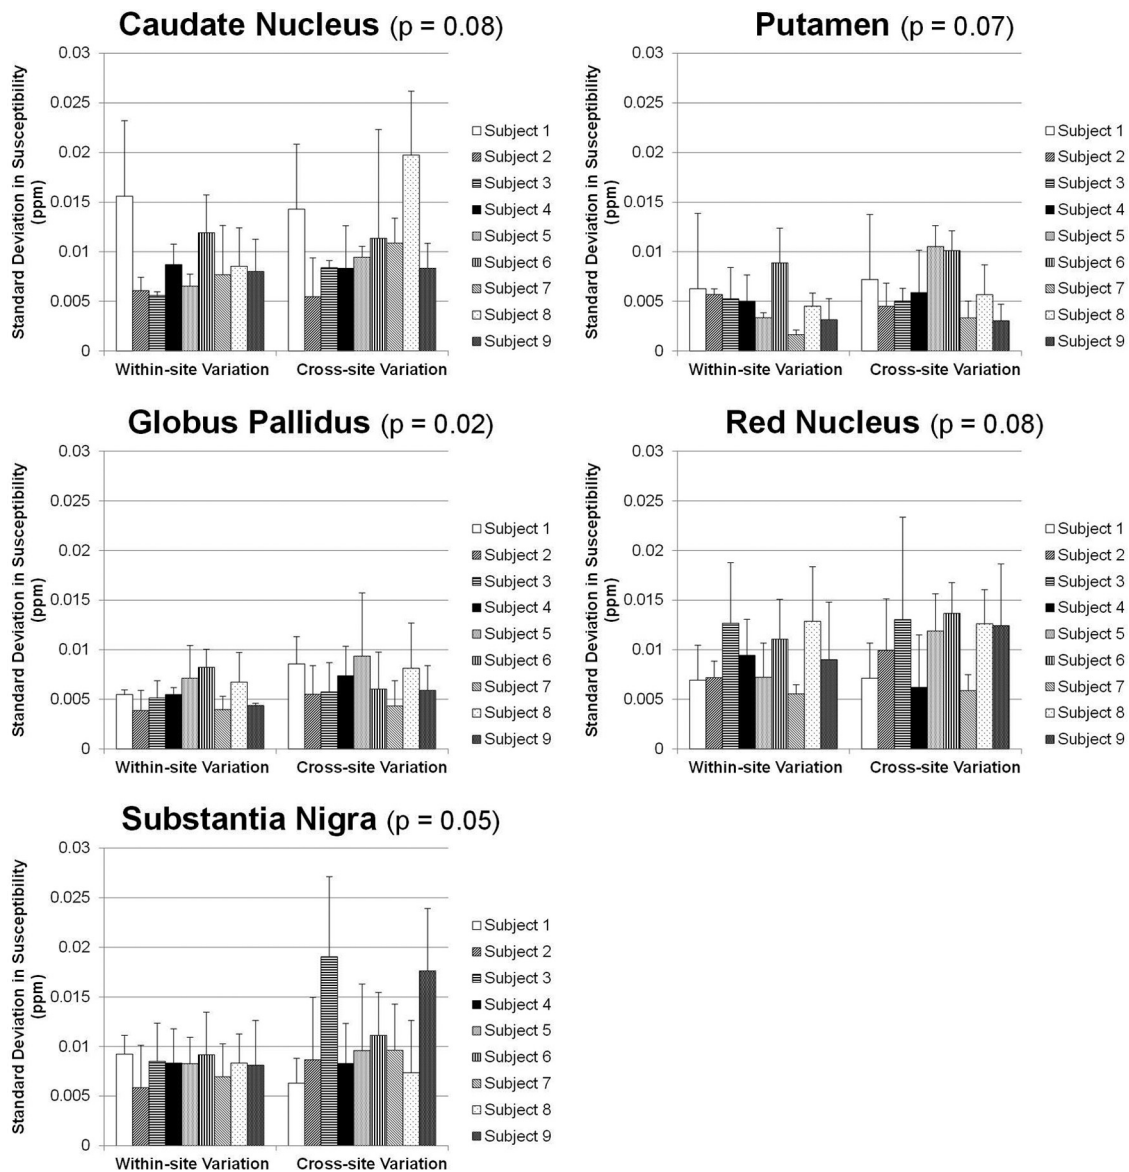 Caudate Nucleus (p = 0.08)
Standard Deviation in Susceptibility
(ppm)
0.03
0.025
0.02
0.015
0.01
0.005
0
Within-site Variation
Cross-site Variation
Subject 1
Subject 2
Subject 3
Subject 4
Subject 5
Subject 6
Subject 7
Subject 8
Subject 9
Putamen (p = 0.07)
Standard Deviation in Susceptibility
(ppm)
0.03
0.025
0.02
0.015
0.01
0.005
0
Within-site Variation
Cross-site Variation
Subject 1
Subject 2
Subject 3
Subject 4
Subject 5
Subject 6
Subject 7
Subject 8
Subject 9
Globus Pallidus (p = 0.02)
Standard Deviation in Susceptibility
(ppm)
0.03
0.025
0.02
0.015
0.01
0.005
0
Within-site Variation
Cross-site Variation
Subject 1
Subject 2
Subject 3
Subject 4
Subject 5
Subject 6
Subject 7
Subject 8
Subject 9
Red Nucleus (p = 0.08)
Standard Deviation in Susceptibility
(ppm)
0.03
0.025
0.02
0.015
0.01
0.005
0
Within-site Variation
Cross-site Variation
Subject 1
Subject 2
Subject 3
Subject 4
Subject 5
Subject 6
Subject 7
Subject 8
Subject 9
Substantia Nigra (p = 0.05)
Standard Deviation in Susceptibility
(ppm)
0.03
0.025
0.02
0.015
0.01
0.005
0
Within-site Variation
Cross-site Variation
Subject 1
Subject 2
Subject 3
Subject 4
Subject 5
Subject 6
Subject 7
Subject 8
Subject 9